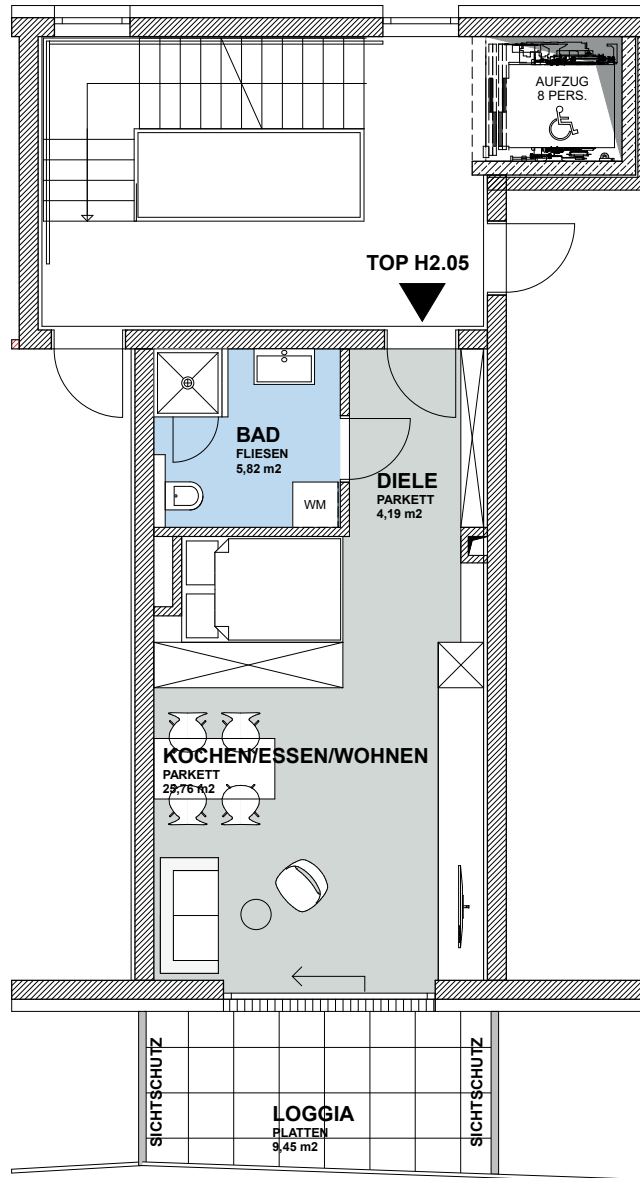 AUFZUG
8 PERS.
TOP H2.05
BAD
FLIESEN
5,82 m2
WM
DIELE
PARKETT
4,19 m2
KOCHEN/ESSEN/WOHNEN
PARKETT
25,76 m2
SICHTSCHUTZ
SICHTSCHUTZ
LOGGIA
PLATTEN
9,45 m2